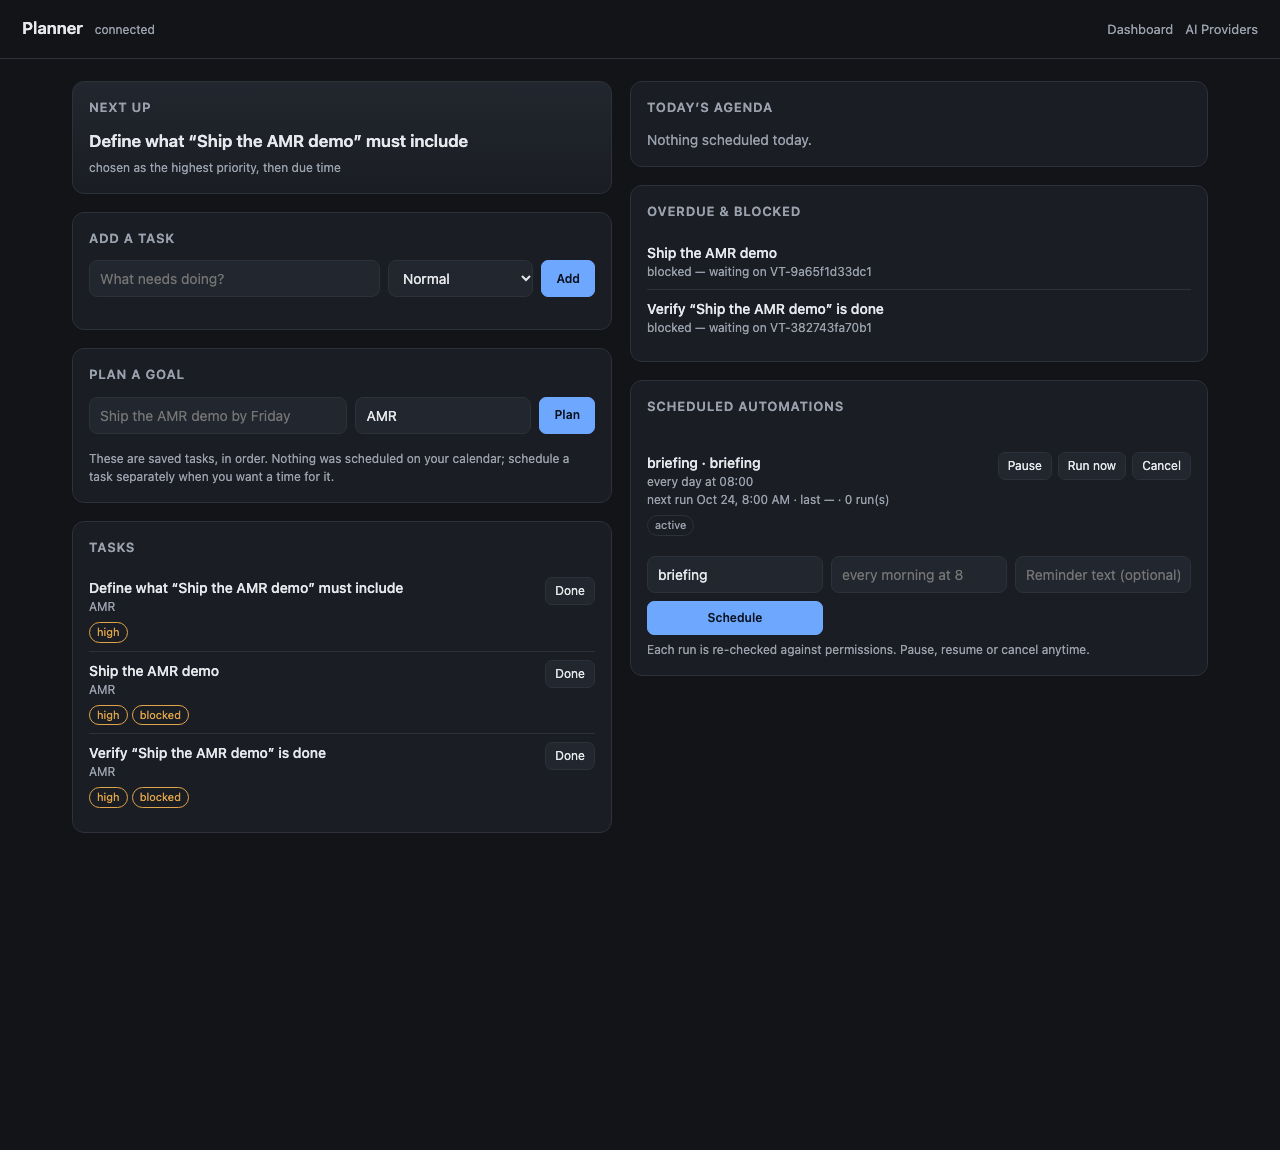 Planner connected
Dashboard AI Providers
NEXT UP
Define what “Ship the AMR demo” must include
chosen as the highest priority, then due time
ADD A TASK
What needs doing? Normal Add
PLAN A GOAL
Ship the AMR demo by Friday AMR Plan
These are saved tasks, in order. Nothing was scheduled on your calendar; schedule a
task separately when you want a time for it.
TASKS
Define what “Ship the AMR demo” must include Done
AMR
high
Ship the AMR demo Done
AMR
high blocked
Verify “Ship the AMR demo” is done Done
AMR
high blocked
TODAY’S AGENDA
Nothing scheduled today.
OVERDUE & BLOCKED
Ship the AMR demo
blocked — waiting on VT-9a65f1d33dc1
Verify “Ship the AMR demo” is done
blocked — waiting on VT-382743fa70b1
SCHEDULED AUTOMATIONS
briefing · briefing Pause Run now Cancel
every day at 08:00
next run Oct 24, 8:00 AM · last — · 0 run(s)
active
briefing every morning at 8 Reminder text (optional)
Schedule
Each run is re-checked against permissions. Pause, resume or cancel anytime.